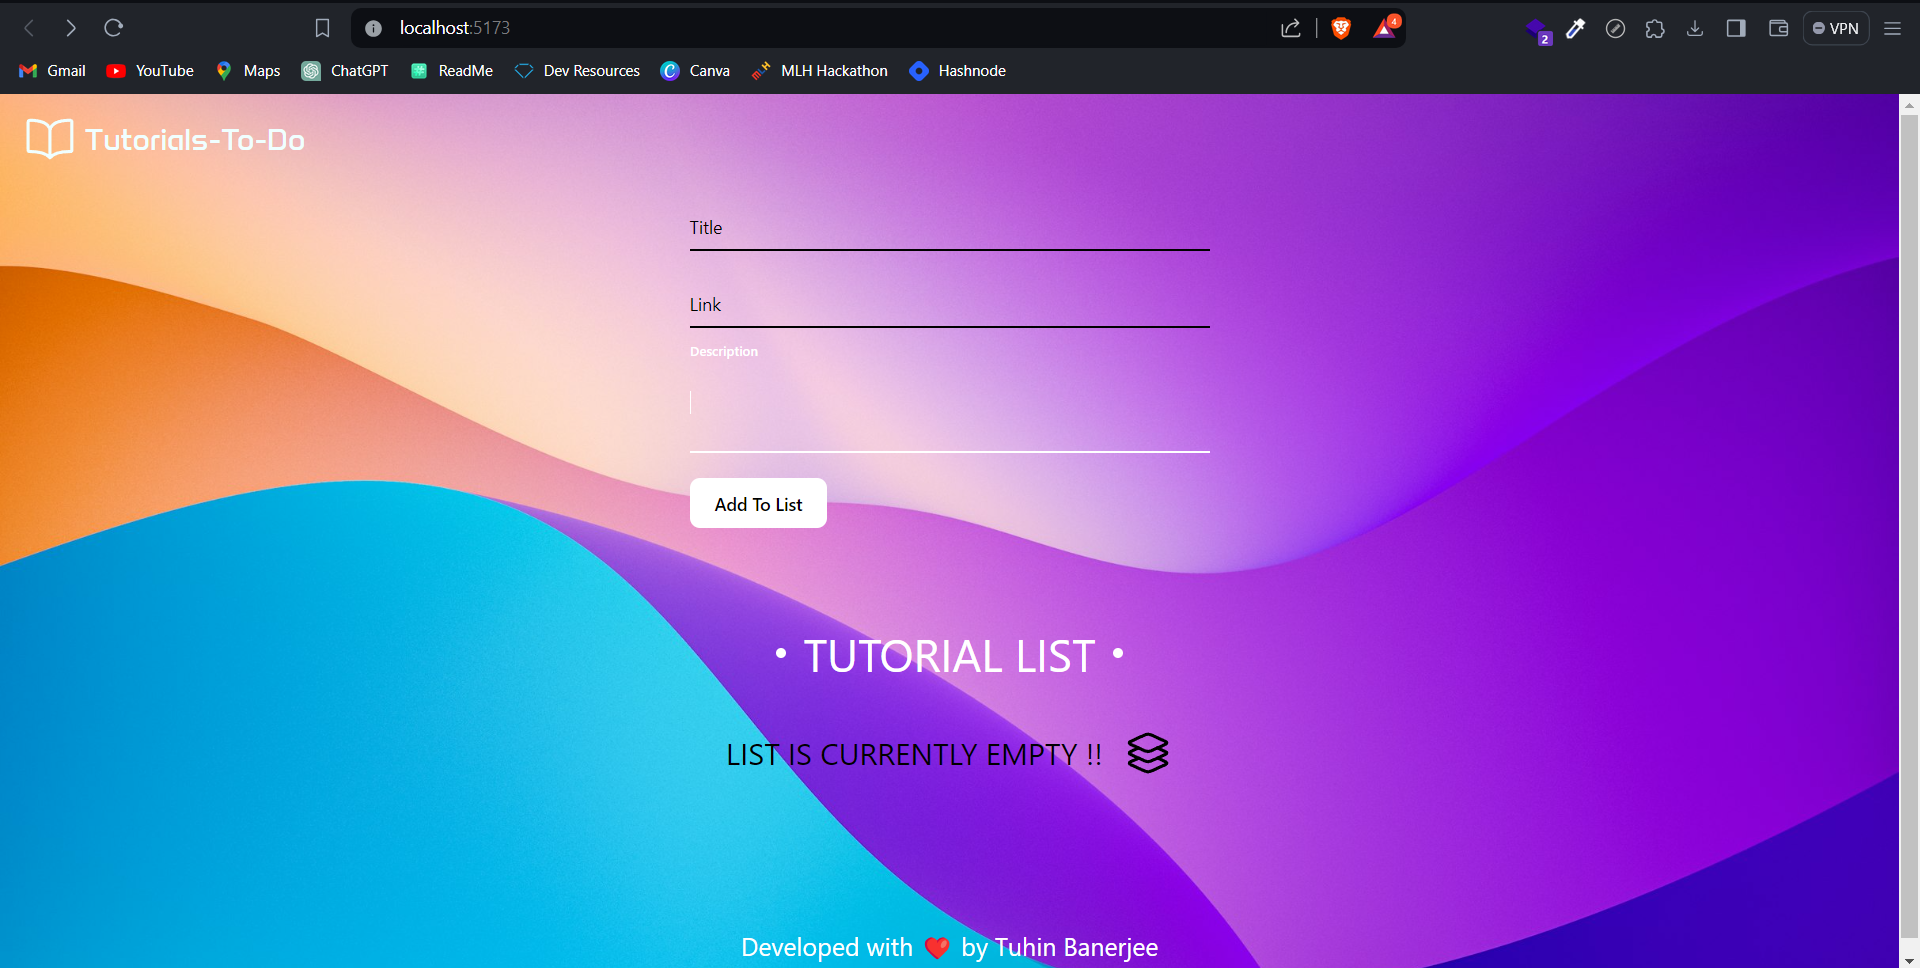 localhost:5173
4
2
VPN
Gmail YouTube Maps ChatGPT ReadMe Dev Resources Canva MLH Hackathon Hashnode
Tutorials-To-Do
Title
Link
Description
Add To List
• TUTORIAL LIST •
LIST IS CURRENTLY EMPTY !!
Developed with ❤️ by Tuhin Banerjee